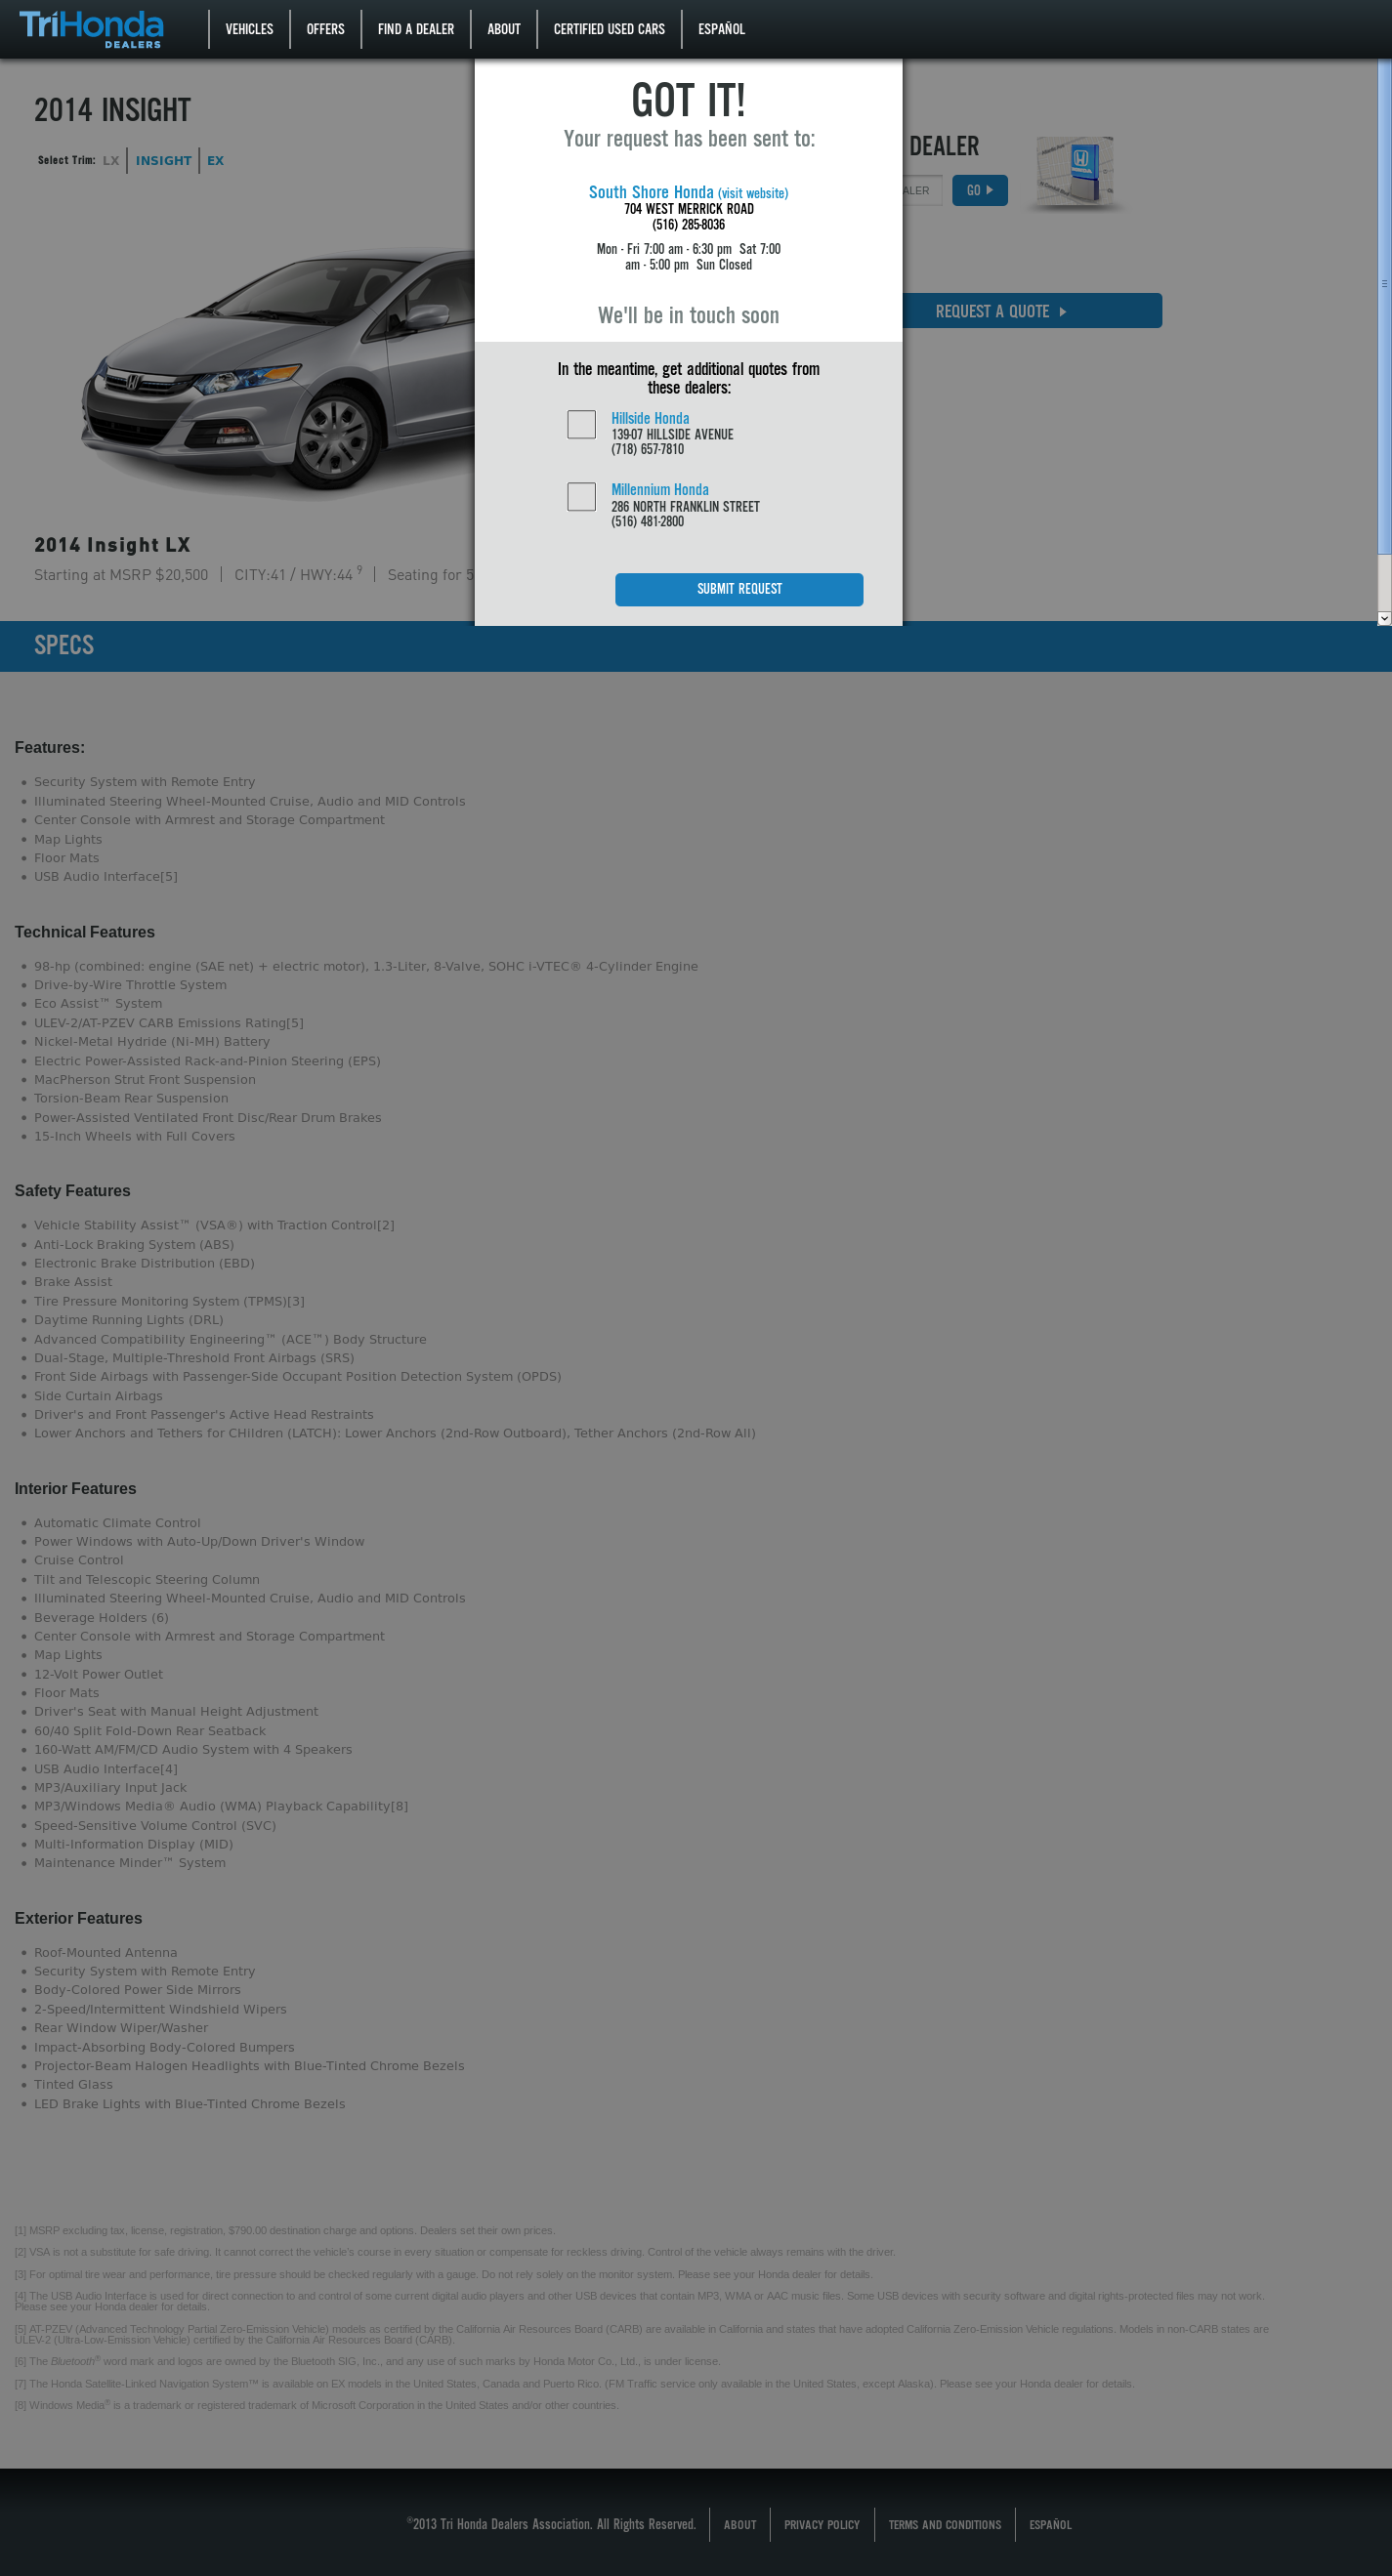 TriHonda
DEALERS
VEHICLES
OFFERS
FIND A DEALER
ABOUT
CERTIFIED USED CARS
ESPAÑOL
2014 INSIGHT
Select Trim: LX INSIGHT EX
GOT IT!
Your request has been sent to:
South Shore Honda (visit website)
704 WEST MERRICK ROAD
(516) 285-8036
Mon - Fri 7:00 am - 6:30 pm Sat 7:00
am - 5:00 pm Sun Closed
We'll be in touch soon
In the meantime, get additional quotes from
these dealers:
Hillside Honda
139-07 HILLSIDE AVENUE
(718) 657-7810
Millennium Honda
286 NORTH FRANKLIN STREET
(516) 481-2800
SUBMIT REQUEST
DEALER
GO
REQUEST A QUOTE
2014 Insight LX
Starting at MSRP $20,500 | CITY:41 / HWY:44 9 | Seating for 5
SPECS
Features:
Security System with Remote Entry
Illuminated Steering Wheel-Mounted Cruise, Audio and MID Controls
Center Console with Armrest and Storage Compartment
Map Lights
Floor Mats
USB Audio Interface[5]
Technical Features
98-hp (combined: engine (SAE net) + electric motor), 1.3-Liter, 8-Valve, SOHC i-VTEC® 4-Cylinder Engine
Drive-by-Wire Throttle System
Eco Assist™ System
ULEV-2/AT-PZEV CARB Emissions Rating[5]
Nickel-Metal Hydride (Ni-MH) Battery
Electric Power-Assisted Rack-and-Pinion Steering (EPS)
MacPherson Strut Front Suspension
Torsion-Beam Rear Suspension
Power-Assisted Ventilated Front Disc/Rear Drum Brakes
15-Inch Wheels with Full Covers
Safety Features
Vehicle Stability Assist™ (VSA®) with Traction Control[2]
Anti-Lock Braking System (ABS)
Electronic Brake Distribution (EBD)
Brake Assist
Tire Pressure Monitoring System (TPMS)[3]
Daytime Running Lights (DRL)
Advanced Compatibility Engineering™ (ACE™) Body Structure
Dual-Stage, Multiple-Threshold Front Airbags (SRS)
Front Side Airbags with Passenger-Side Occupant Position Detection System (OPDS)
Side Curtain Airbags
Driver's and Front Passenger's Active Head Restraints
Lower Anchors and Tethers for CHildren (LATCH): Lower Anchors (2nd-Row Outboard), Tether Anchors (2nd-Row All)
Interior Features
Automatic Climate Control
Power Windows with Auto-Up/Down Driver's Window
Cruise Control
Tilt and Telescopic Steering Column
Illuminated Steering Wheel-Mounted Cruise, Audio and MID Controls
Beverage Holders (6)
Center Console with Armrest and Storage Compartment
Map Lights
12-Volt Power Outlet
Floor Mats
Driver's Seat with Manual Height Adjustment
60/40 Split Fold-Down Rear Seatback
160-Watt AM/FM/CD Audio System with 4 Speakers
USB Audio Interface[4]
MP3/Auxiliary Input Jack
MP3/Windows Media® Audio (WMA) Playback Capability[8]
Speed-Sensitive Volume Control (SVC)
Multi-Information Display (MID)
Maintenance Minder™ System
Exterior Features
Roof-Mounted Antenna
Security System with Remote Entry
Body-Colored Power Side Mirrors
2-Speed/Intermittent Windshield Wipers
Rear Window Wiper/Washer
Impact-Absorbing Body-Colored Bumpers
Projector-Beam Halogen Headlights with Blue-Tinted Chrome Bezels
Tinted Glass
LED Brake Lights with Blue-Tinted Chrome Bezels
[1] MSRP excluding tax, license, registration, $790.00 destination charge and options. Dealers set their own prices.
[2] VSA is not a substitute for safe driving. It cannot correct the vehicle's course in every situation or compensate for reckless driving. Control of the vehicle always remains with the driver.
[3] For optimal tire wear and performance, tire pressure should be checked regularly with a gauge. Do not rely solely on the monitor system. Please see your Honda dealer for details.
[4] The USB Audio Interface is used for direct connection to and control of some current digital audio players and other USB devices that contain MP3, WMA or AAC music files. Some USB devices with security software and digital rights-protected files may not work.
Please see your Honda dealer for details.
[5] AT-PZEV (Advanced Technology Partial Zero-Emission Vehicle) models as certified by the California Air Resources Board (CARB) are available in California and states that have adopted California Zero-Emission Vehicle regulations. Models in non-CARB states are
ULEV-2 (Ultra-Low-Emission Vehicle) certified by the California Air Resources Board (CARB).
[6] The Bluetooth® word mark and logos are owned by the Bluetooth SIG, Inc., and any use of such marks by Honda Motor Co., Ltd., is under license.
[7] The Honda Satellite-Linked Navigation System™ is available on EX models in the United States, Canada and Puerto Rico. (FM Traffic service only available in the United States, except Alaska). Please see your Honda dealer for details.
[8] Windows Media® is a trademark or registered trademark of Microsoft Corporation in the United States and/or other countries.
©2013 Tri Honda Dealers Association. All Rights Reserved.
ABOUT
PRIVACY POLICY
TERMS AND CONDITIONS
ESPAÑOL